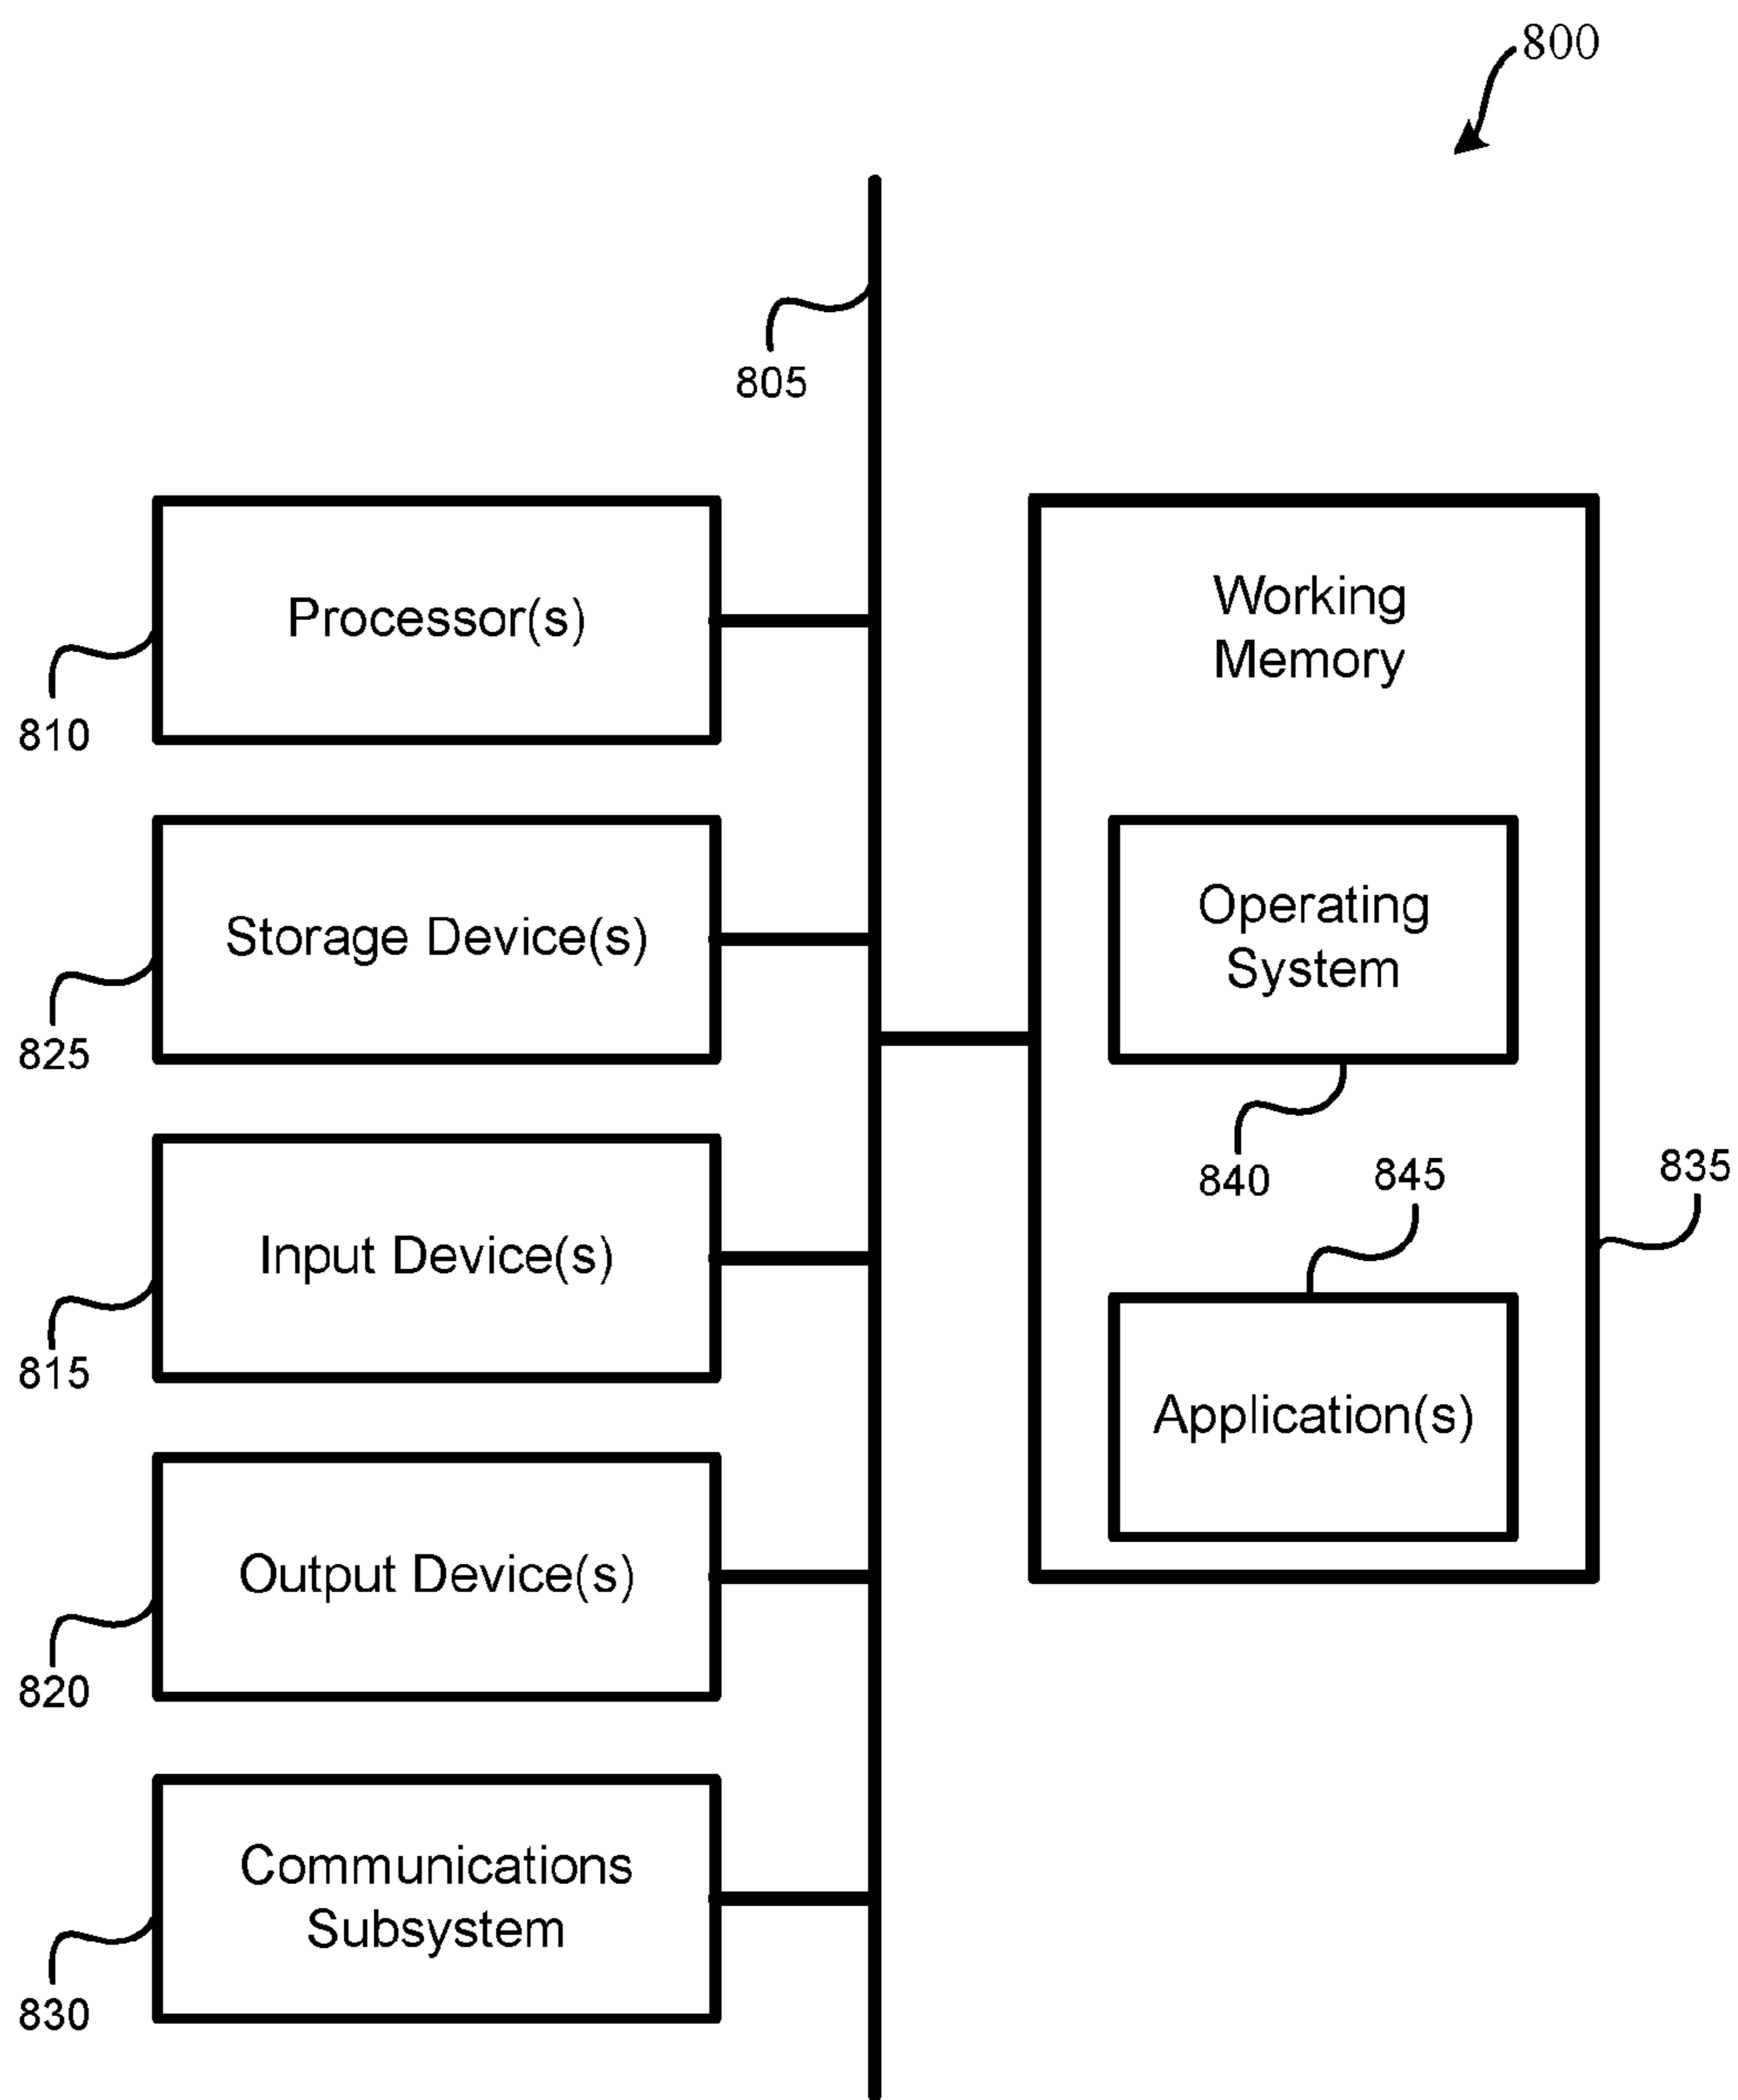 800
805
Processor(s)
810
Storage Device(s)
825
Input Device(s)
815
Output Device(s)
820
Communications
Subsystem
830
Working
Memory
Operating
System
840
845
835
Application(s)